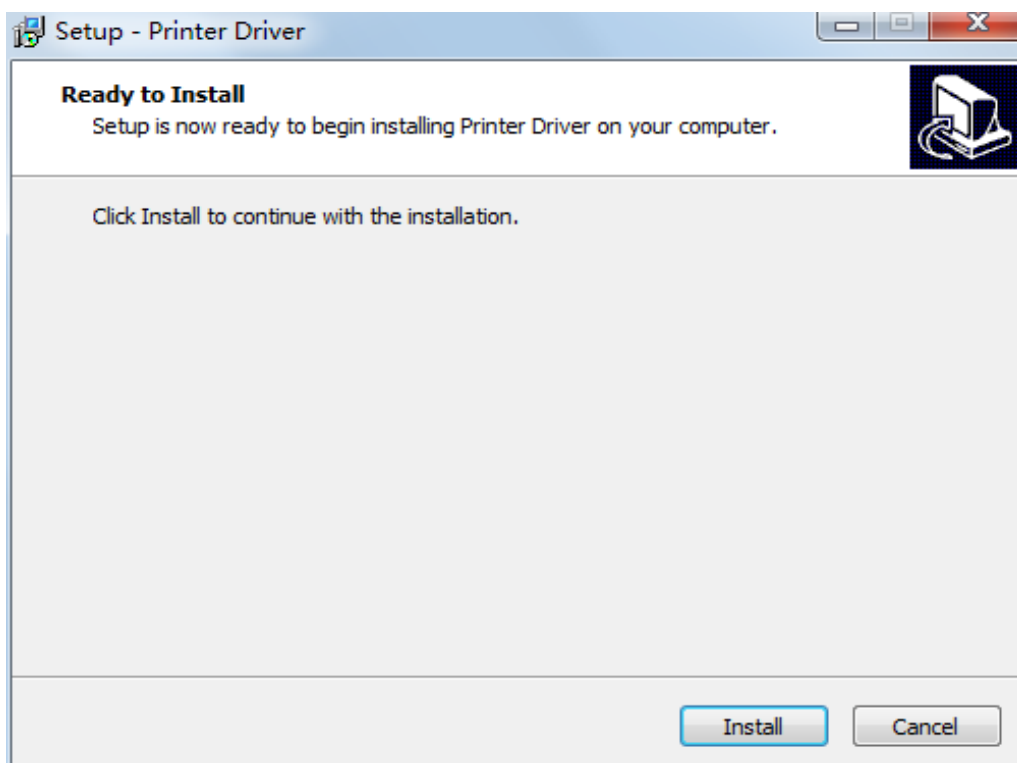 Setup - Printer Driver
Ready to Install
Setup is now ready to begin installing Printer Driver on your computer.
Click Install to continue with the installation.
Install
Cancel